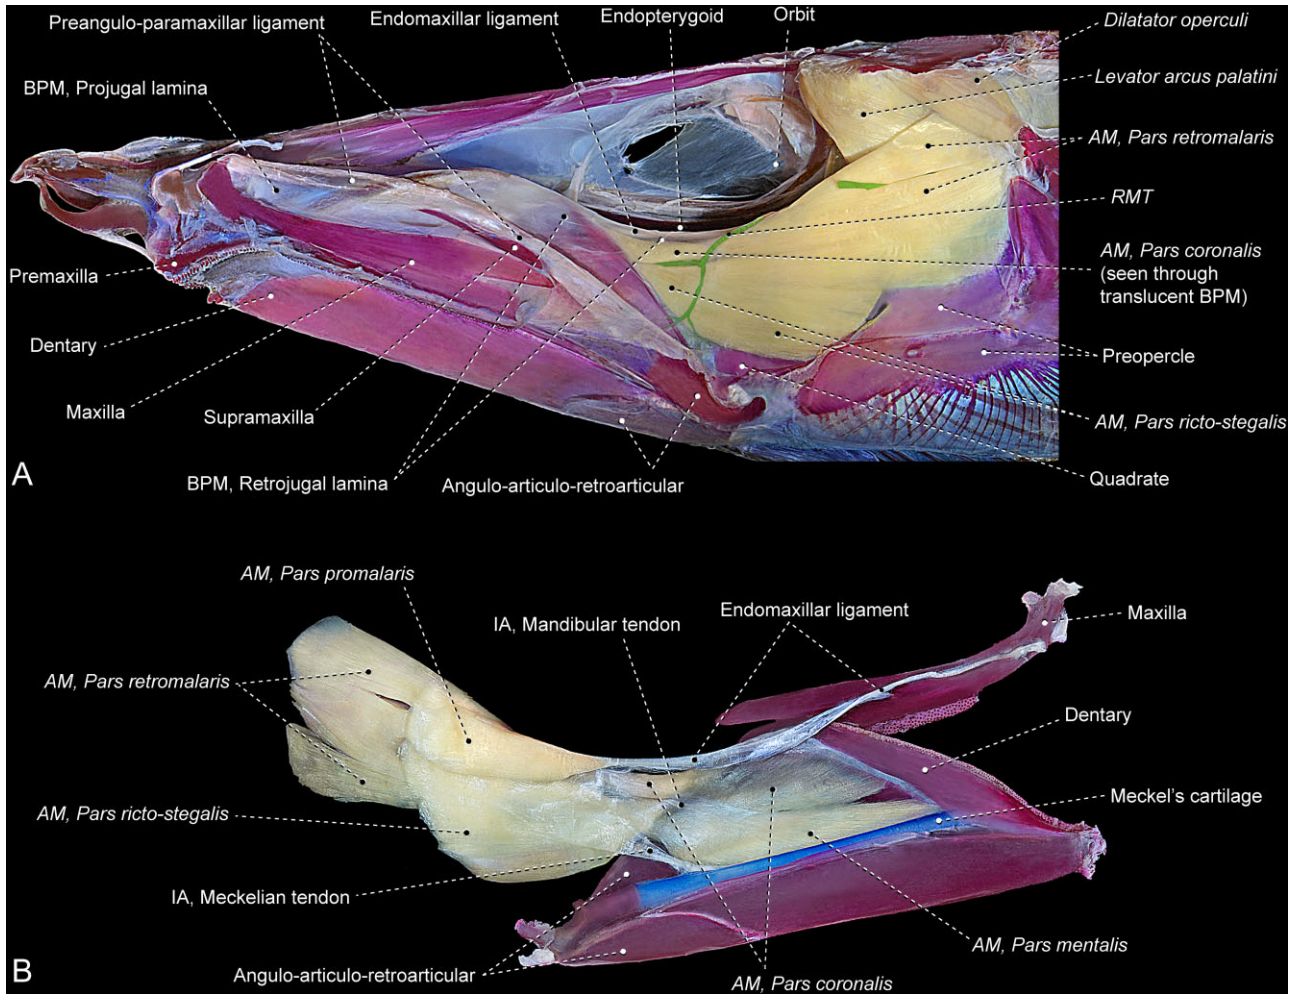 Preangulo-paramaxillar ligament
Endomaxillar ligament
Endopterygoid
Orbit
Dilatator operculi
BPM, Projugal lamina
Levator arcus palatini
AM, Pars retromalaris
RMT
AM, Pars coronalis
(seen through
translucent BPM)
Premaxilla
Dentary
Preopercle
Maxilla
Supramaxilla
AM, Pars ricto-stegalis
BPM, Retrojugal lamina
Angulo-articulo-retroarticular
Quadrate
A
AM, Pars promalaris
IA, Mandibular tendon
Endomaxillar ligament
Maxilla
AM, Pars retromalaris
Dentary
Meckel's cartilage
AM, Pars ricto-stegalis
IA, Meckelian tendon
AM, Pars mentalis
Angulo-articulo-retroarticular
AM, Pars coronalis
B